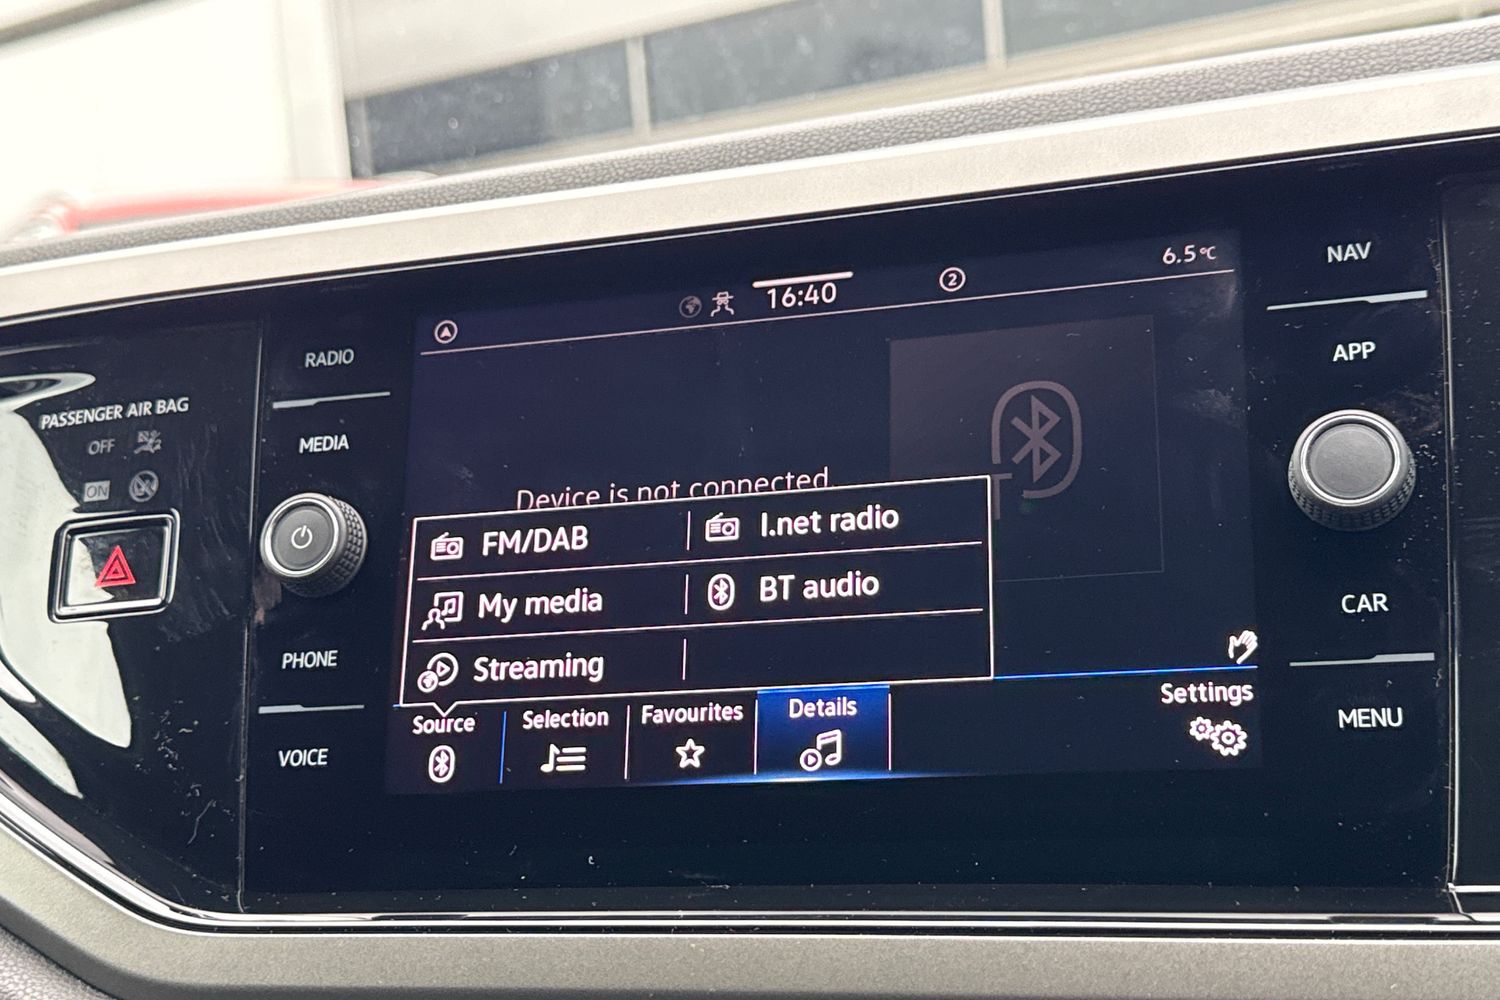 PASSENGER AIR BAG
OFF
ON
RADIO
MEDIA
PHONE
VOICE
16:40
2
6.5°C
Device is not connected.
FM/DAB
I.net radio
My media
BT audio
Streaming
Source
Selection
Favourites
Details
Settings
NAV
APP
CAR
MENU